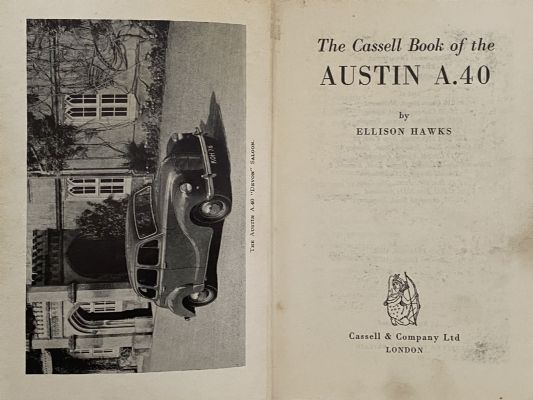 THE AUSTIN A.40 "DEVON" SALOON.
The Cassell Book of the
AUSTIN A.40
by
ELLISON HAWKS
Cassell & Company Ltd
LONDON